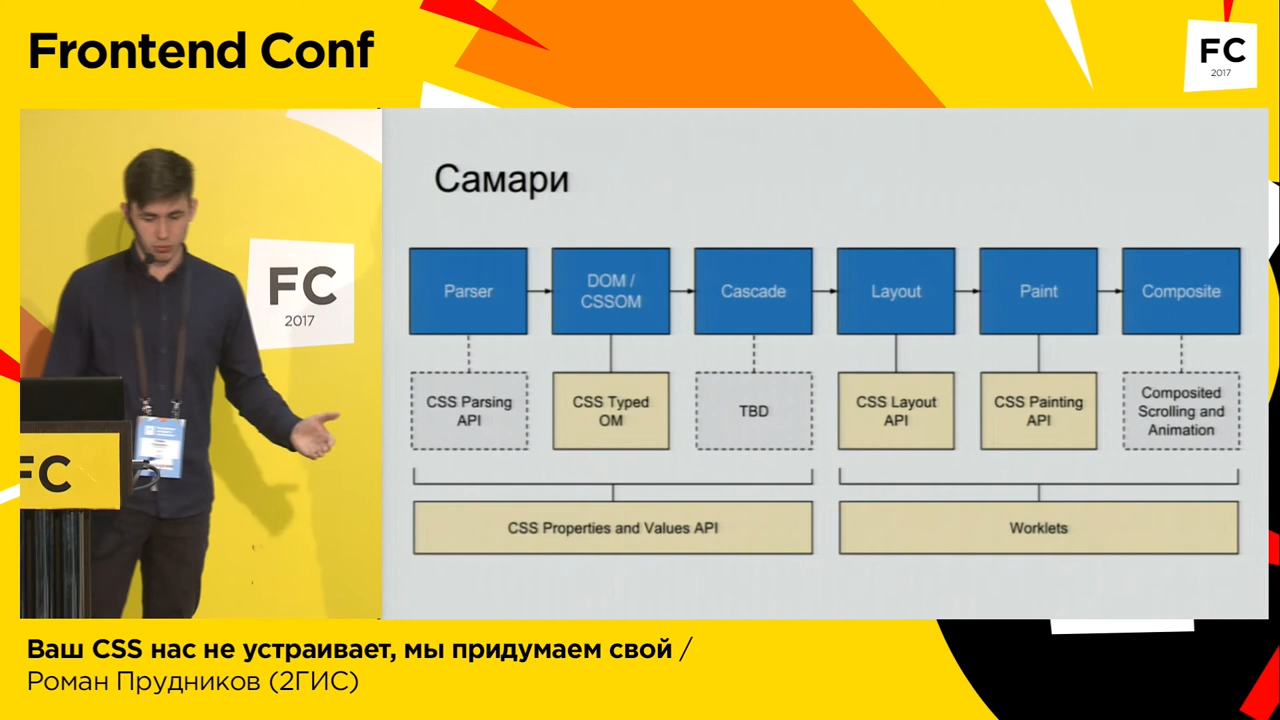 Frontend Conf
FC
2017
FC
2017
FC
Самари
Parser
DOM /
CSSOM
Cascade
Layout
Paint
Composite
CSS Parsing
API
CSS Typed
OM
TBD
CSS Layout
API
CSS Painting
API
Composited
Scrolling and
Animation
CSS Properties and Values API
Worklets
Ваш CSS нас не устраивает, мы придумаем свой /
Роман Прудников (2ГИС)